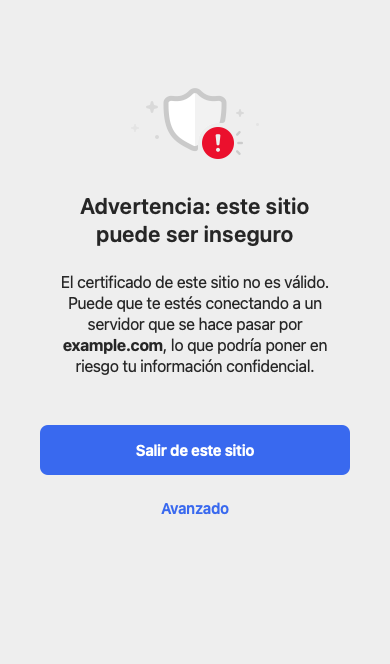 Advertencia: este sitio
puede ser inseguro
El certificado de este sitio no es válido.
Puede que te estés conectando a un
servidor que se hace pasar por
example.com, lo que podría poner en
riesgo tu información confidencial.
Salir de este sitio
Avanzado